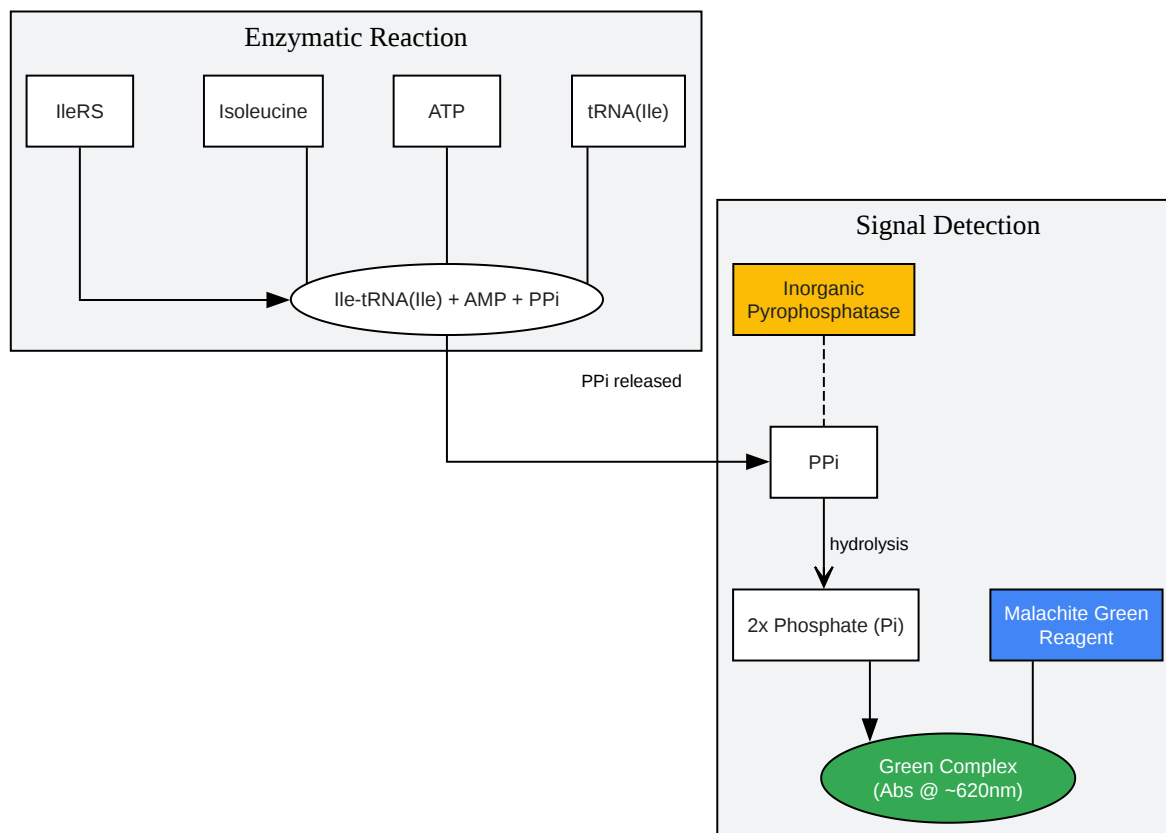 Enzymatic Reaction
IleRS
Isoleucine
ATP
tRNA(Ile)
Ile-tRNA(Ile) + AMP + PPi
PPi released
Signal Detection
Inorganic
Pyrophosphatase
PPi
hydrolysis
2x Phosphate (Pi)
Malachite Green
Reagent
Green Complex
(Abs @ ~620nm)